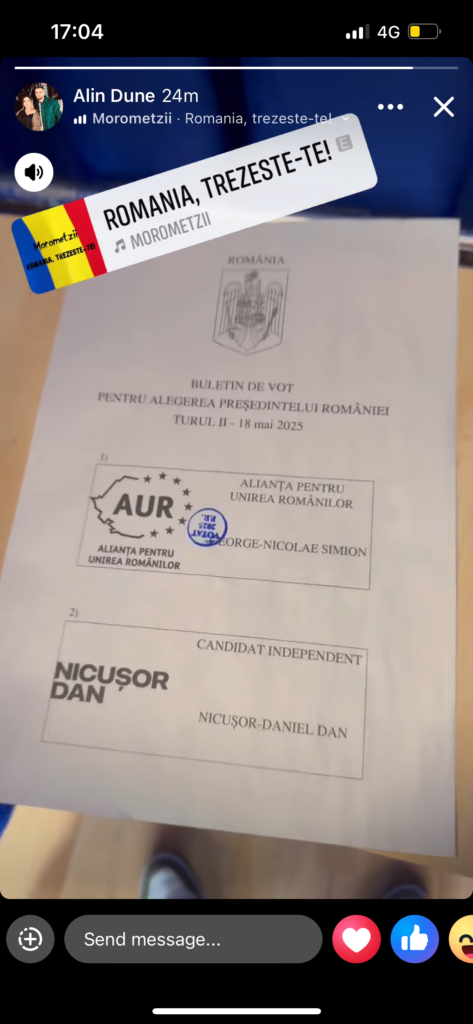 17:04
4G
Alin Dune 24m
Morometzii · Romania, trezeste-te!
ROMANIA, TREZESTE-TE! E
MOROMETZII
Morometzii
ROMANIA, TREZESTE-TE!
ROMÂNIA
BULETIN DE VOT
PENTRU ALEGEREA PREȘEDINTELUI ROMÂNIEI
TURUL II - 18 mai 2025
1)
AUR
ALIANȚA PENTRU
UNIREA ROMÂNILOR
ALIANȚA PENTRU
UNIREA ROMÂNILOR
VOTAT
2025
P.R.
EORGE-NICOLAE SIMION
2)
NICUȘOR
DAN
CANDIDAT INDEPENDENT
NICUȘOR-DANIEL DAN
Send message...